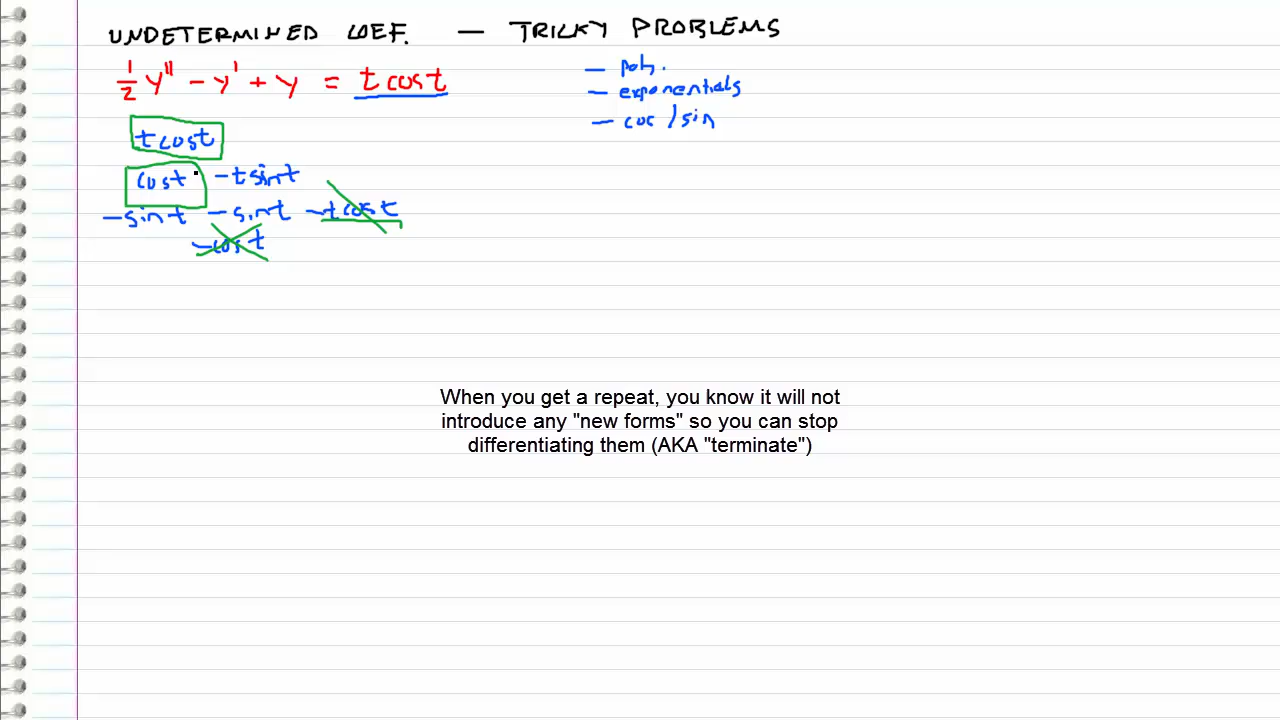 UNDETERMINED COEF. — TRICKY PROBLEMS
1/2 y'' - y' + y = t cos t
— poly.
— exponentials
— cos / sin
t cos t
cos t - t sin t
- sin t - sin t - t cos t
- cos t
When you get a repeat, you know it will not
introduce any "new forms" so you can stop
differentiating them (AKA "terminate")